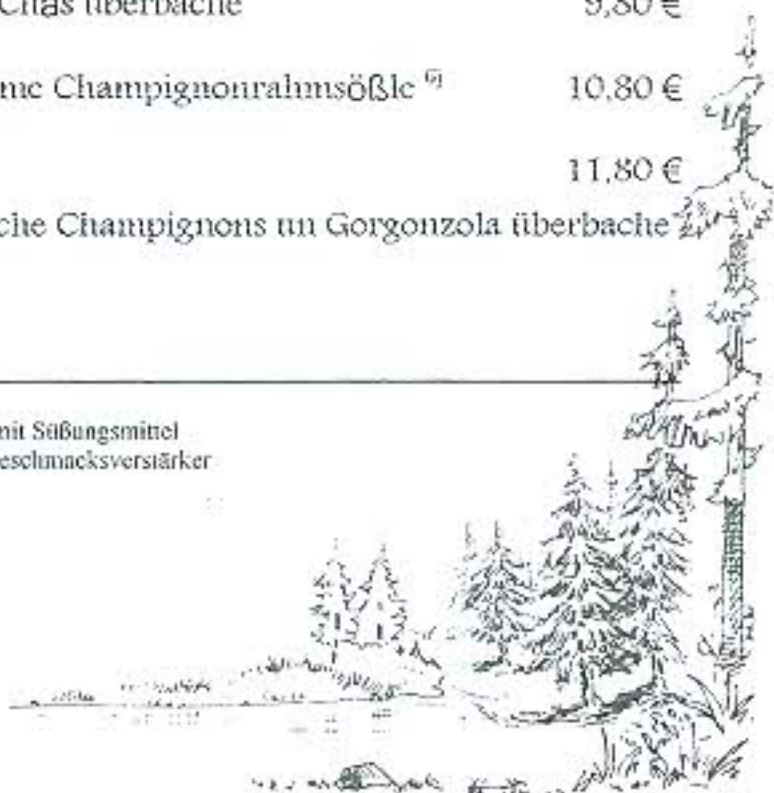 Chäs überbache 9,80 €
me Champignonrahmsößle 10,80 €
11,80 €
che Champignons un Gorgonzola überbache
mit Süßungsmittel
eschmacksverstärker